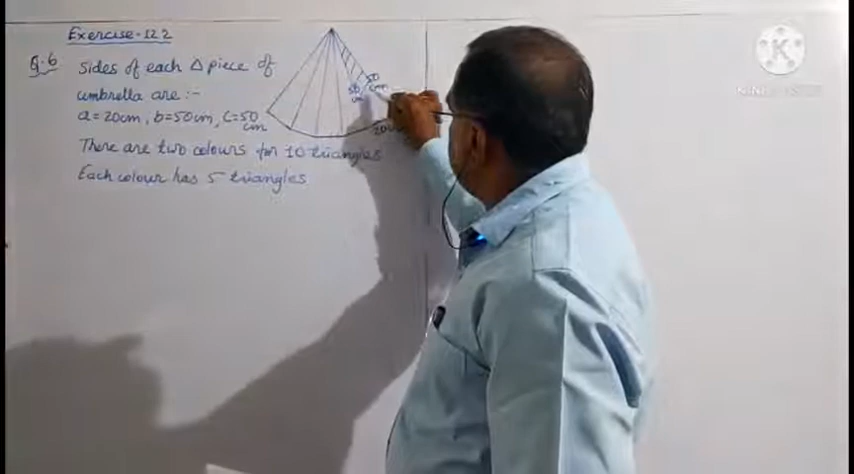 Exercise-12.2
Q.6 Sides of each Δ piece of
umbrella are :-
a = 20cm, b = 50cm, c = 50
cm
There are two colours for 10 triangles
Each colour has 5 triangles
50
cm
50
cm
20
K